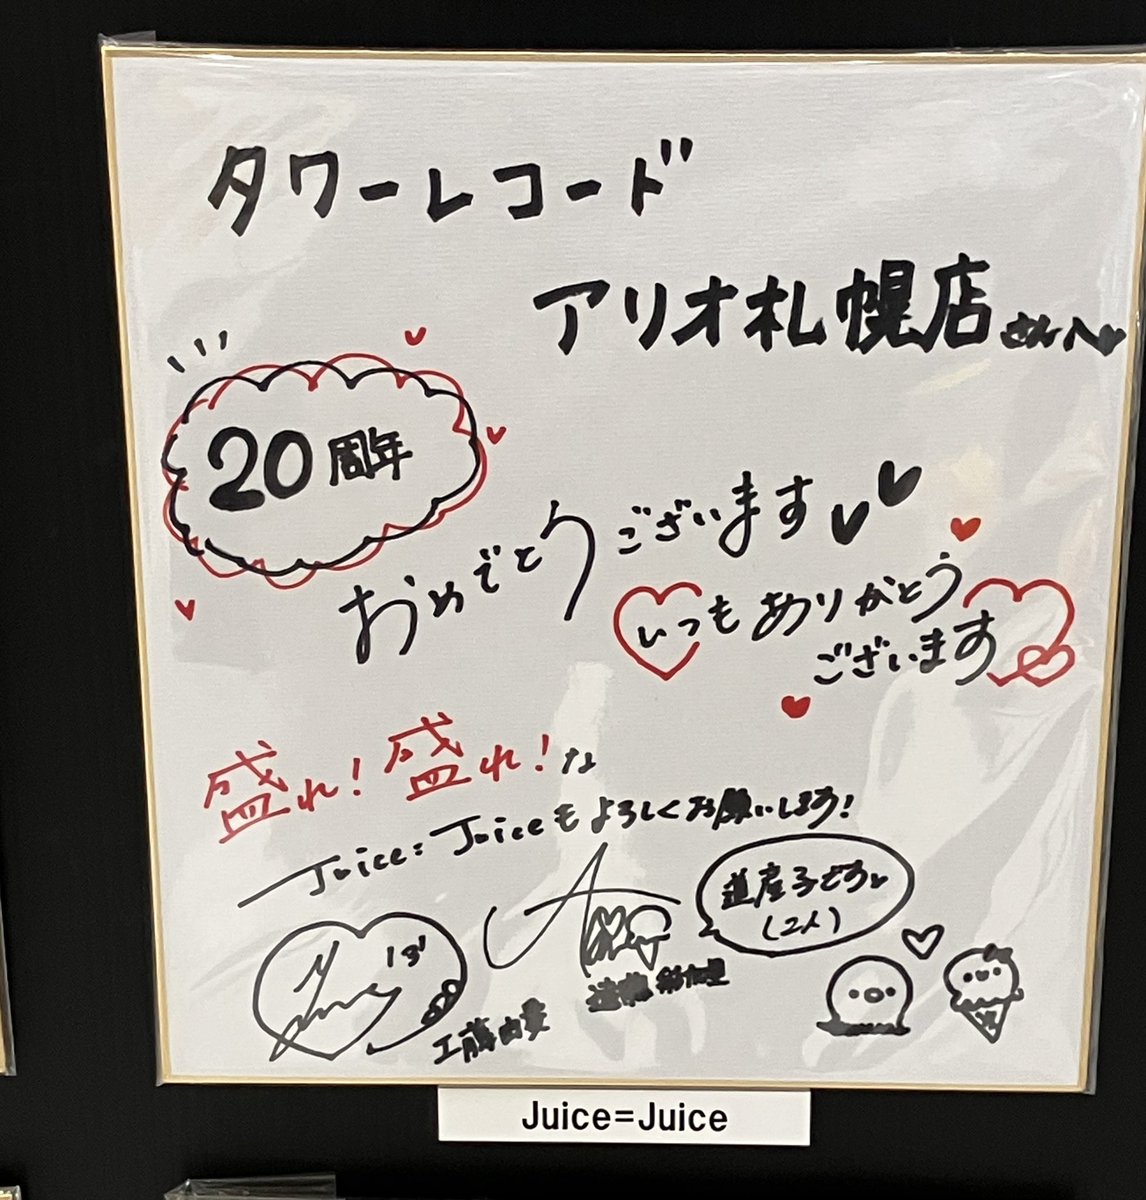 タワーレコード
アリオ札幌店さんへ
20周年
おめでとうございます
いつもありがとう
ございます
盛れ!盛れ!な
Juice=Juiceもよろしくお願いします!
道産子です
(2人)
工藤由愛
遠藤彩加里
Juice=Juice